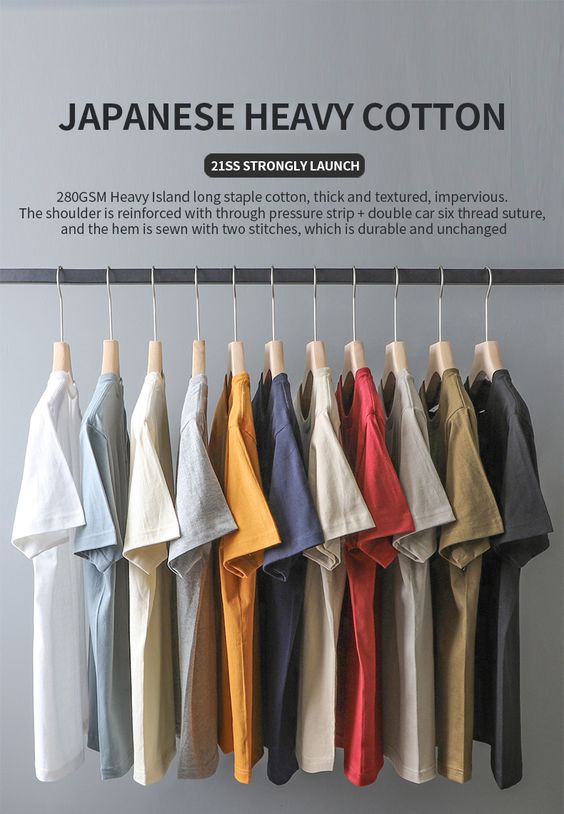 JAPANESE HEAVY COTTON
21SS STRONGLY LAUNCH
280GSM Heavy Island long staple cotton, thick and textured, impervious.
The shoulder is reinforced with through pressure strip + double car six thread suture,
and the hem is sewn with two stitches, which is durable and unchanged